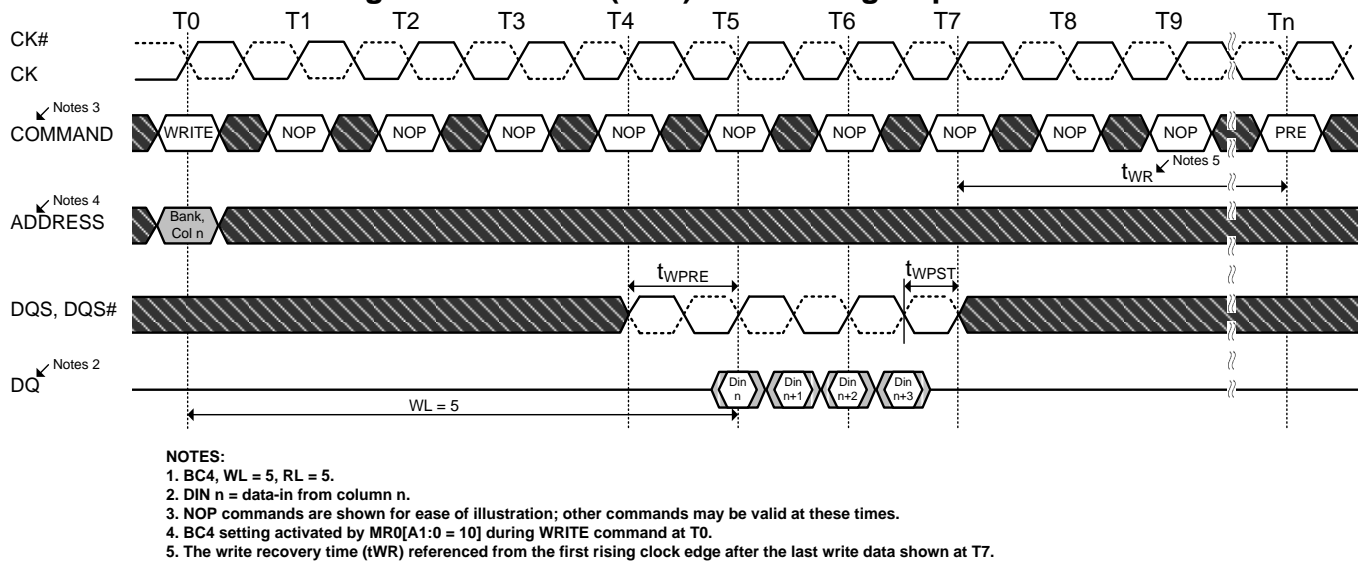 T0 T1 T2 T3 T4 T5 T6 T7 T8 T9 Tn
CK#
CK
Notes 3
COMMAND
WRITE NOP NOP NOP NOP NOP NOP NOP NOP NOP PRE
tWR Notes 5
Notes 4
ADDRESS
Bank,
Col n
tWPRE tWPST
DQS, DQS#
Notes 2
DQ
Din Din Din Din
n n+1 n+2 n+3
WL = 5
NOTES:
1. BC4, WL = 5, RL = 5.
2. DIN n = data-in from column n.
3. NOP commands are shown for ease of illustration; other commands may be valid at these times.
4. BC4 setting activated by MR0[A1:0 = 10] during WRITE command at T0.
5. The write recovery time (tWR) referenced from the first rising clock edge after the last write data shown at T7.